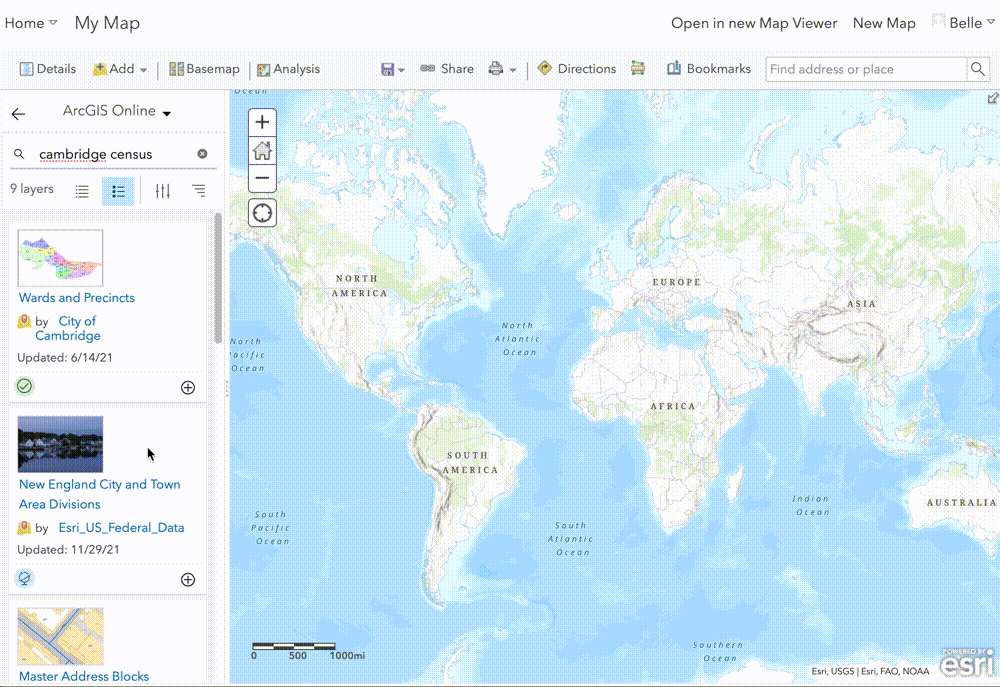 Home My Map Open in new Map Viewer New Map Belle
Details Add Basemap Analysis Share Directions Bookmarks Find address or place
ArcGIS Online
cambridge census
9 layers
Wards and Precincts
by City of
Cambridge
Updated: 6/14/21
New England City and Town
Area Divisions
by Esri_US_Federal_Data
Updated: 11/29/21
Master Address Blocks
Ocean
NORTH
AMERICA
EUROPE
ASIA
North
Atlantic
Ocean
North
Pacific
Ocean
AFRICA
SOUTH
AMERICA
AUSTRALIA
Indian
Ocean
South
Pacific
Ocean
South
Atlantic
Ocean
Southern
Ocean
0 500 1000mi
Esri, USGS | Esri, FAO, NOAA
POWERED BY
esri